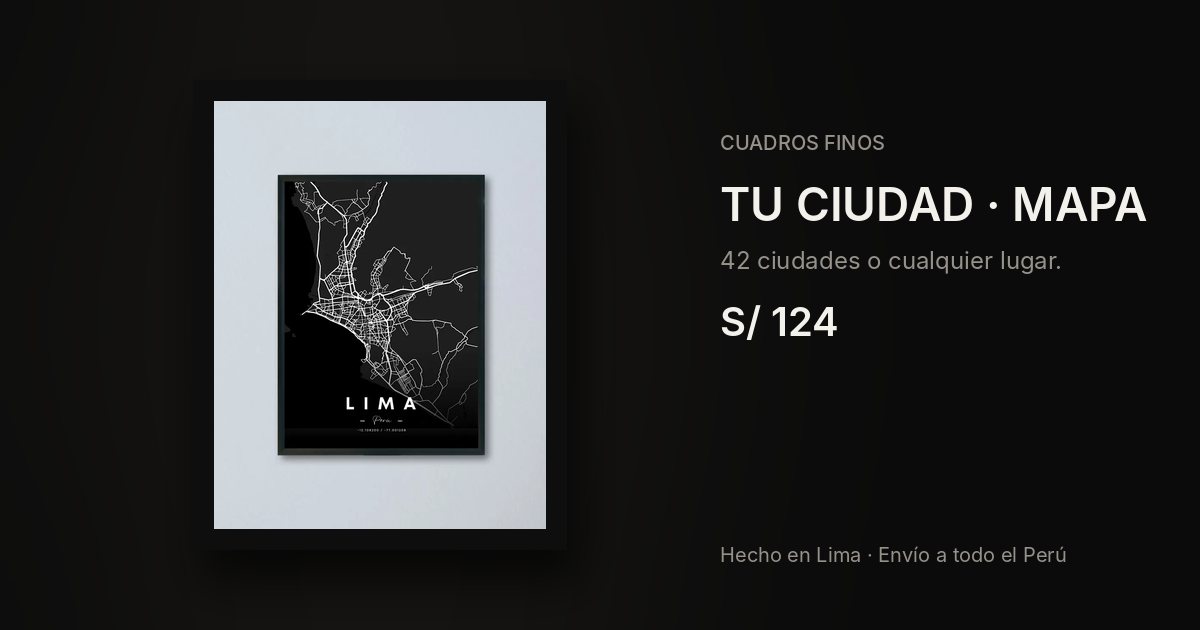 CUADROS FINOS
TU CIUDAD · MAPA
42 ciudades o cualquier lugar.
S/ 124
LIMA
Perú
Hecho en Lima · Envío a todo el Perú